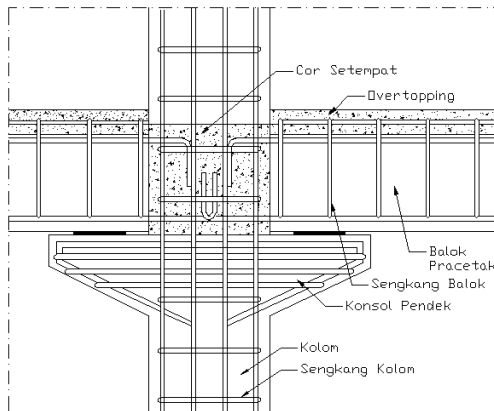 Cor Setempat
Overtopping
Balok
Pracetak
Sengkang Balok
Konsol Pendek
Kolom
Sengkang Kolom